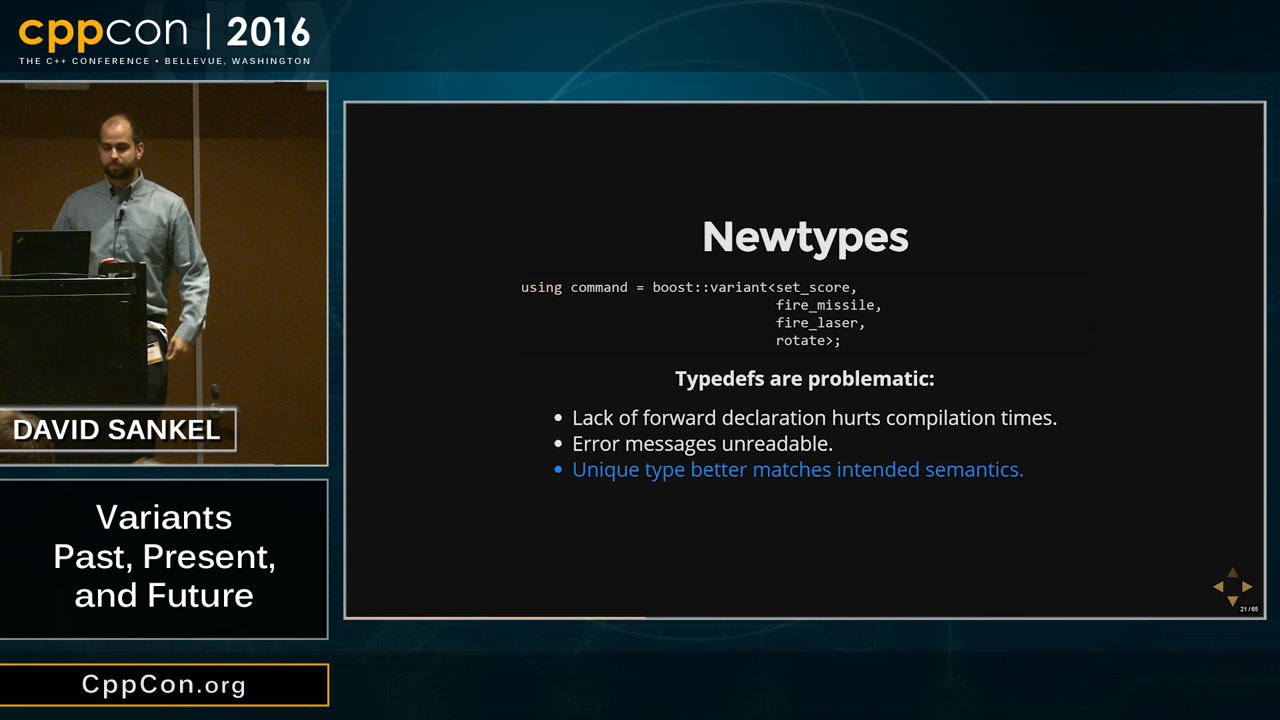 cppcon | 2016
THE C++ CONFERENCE • BELLEVUE, WASHINGTON
DAVID SANKEL
Variants
Past, Present,
and Future
CppCon.org
Newtypes
using command = boost::variant<set_score,
fire_missile,
fire_laser,
rotate>;
Typedefs are problematic:
• Lack of forward declaration hurts compilation times.
• Error messages unreadable.
• Unique type better matches intended semantics.
21 / 65